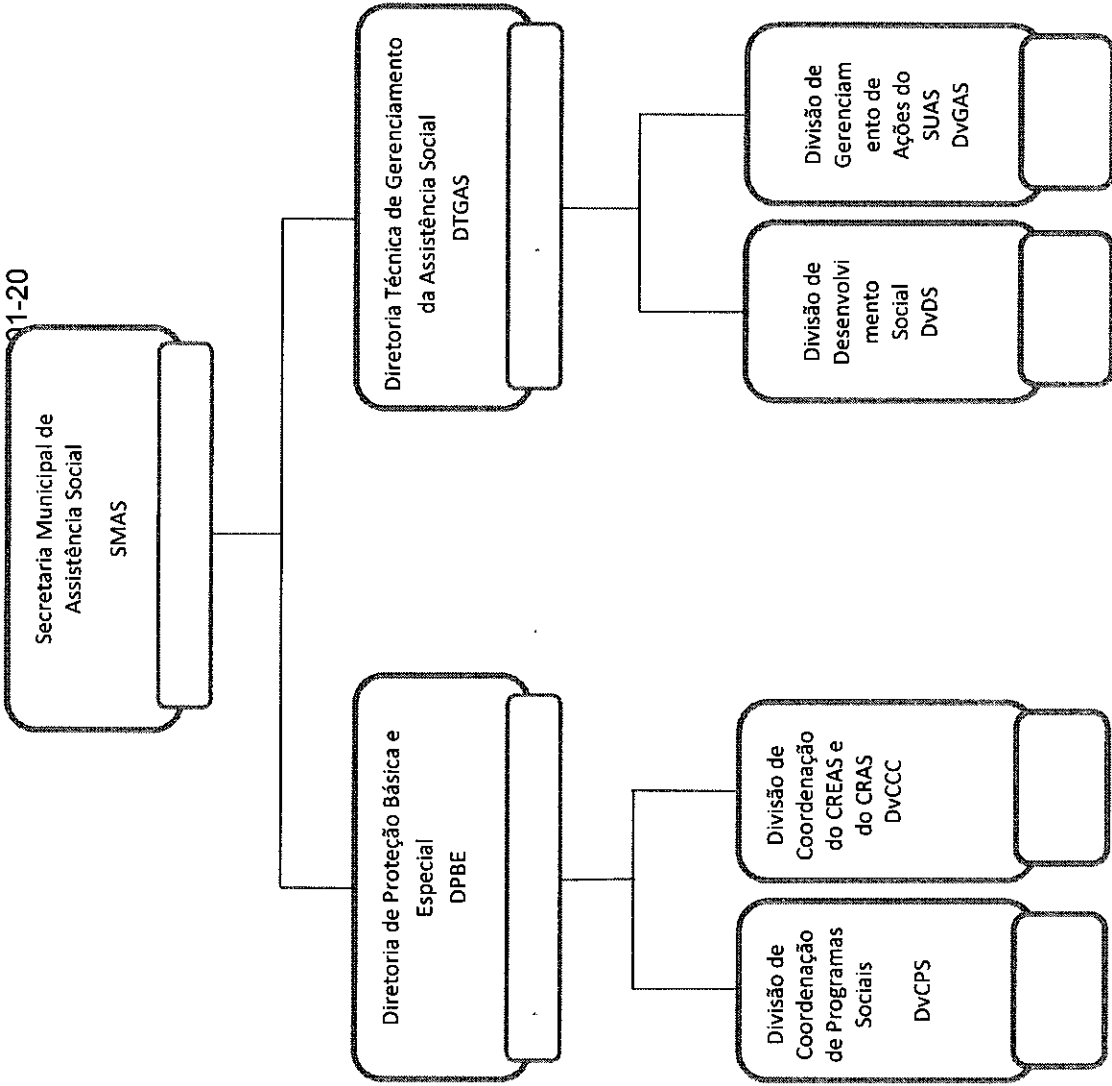 01-20
Secretaria Municipal de
Assistência Social
SMAS
Diretoria de Proteção Básica e
Especial
DPBE
Diretoria Técnica de Gerenciamento
da Assistência Social
DTGAS
Divisão de
Coordenação
de Programas
Sociais
DvCPS
Divisão de
Coordenação
do CREAS e
do CRAS
DvCCC
Divisão de
Desenvolvi
mento
Social
DvDS
Divisão de
Gerenciam
ento de
Ações do
SUAS
DvGAS